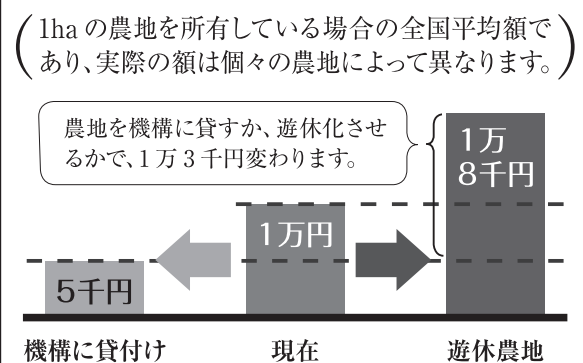 (1haの農地を所有している場合の全国平均額で
あり、実際の額は個々の農地によって異なります。)
農地を機構に貸すか、遊休化させ
るかで、1万3千円変わります。
1万
8千円
1万円
5千円
機構に貸付け
現在
遊休農地